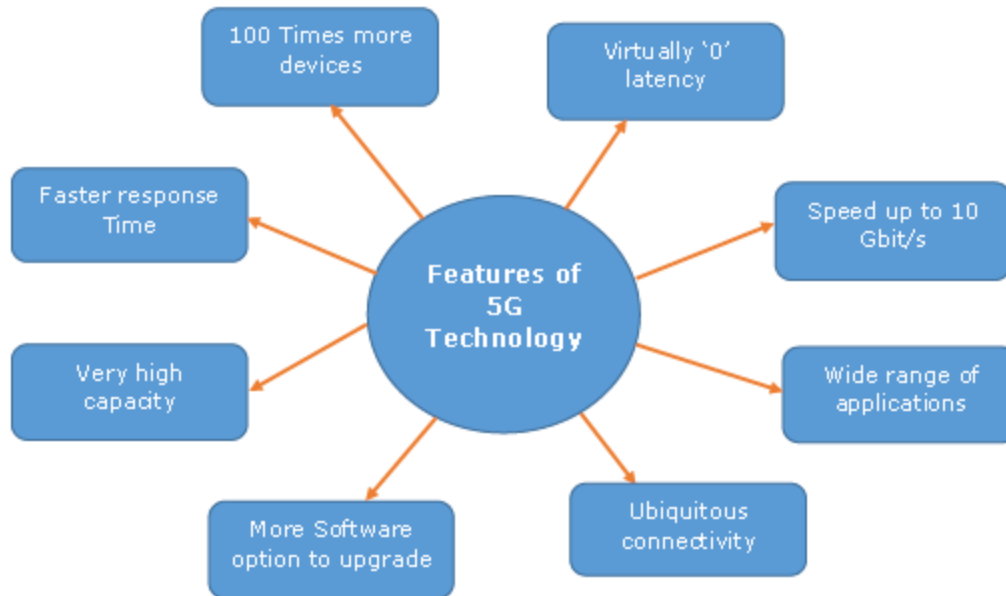 100 Times more
devices
Virtually ‘0’
latency
Faster response
Time
Speed up to 10
Gbit/s
Features of
5G
Technology
Very high
capacity
Wide range of
applications
More Software
option to upgrade
Ubiquitous
connectivity